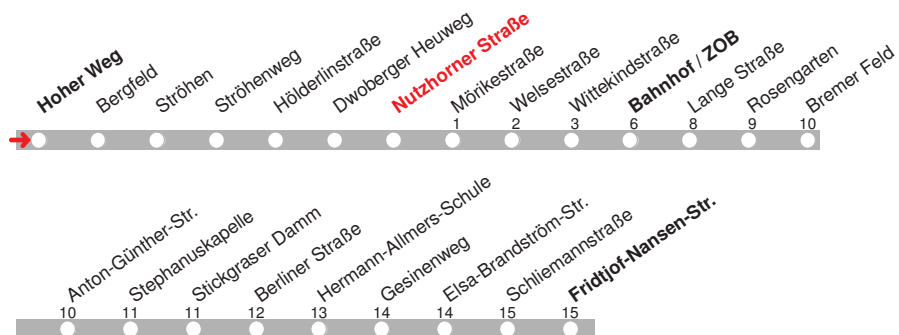 Hoher Weg
Bergfeld
Ströhen
Ströhenweg
Hölderlinstraße
Dwoberger Heuweg
Nutzhorner Straße
Mörikestraße
Welsestraße
Wittekindstraße
Bahnhof / ZOB
Lange Straße
Rosengarten
Bremer Feld
1 2 3 6 8 9 10
Anton-Günther-Str.
Stephanuskapelle
Stickgraser Damm
Berliner Straße
Hermann-Allmers-Schule
Gesinenweg
Elsa-Brandström-Str.
Schliemannstraße
Fridtjof-Nansen-Str.
10 11 11 12 13 14 14 15 15